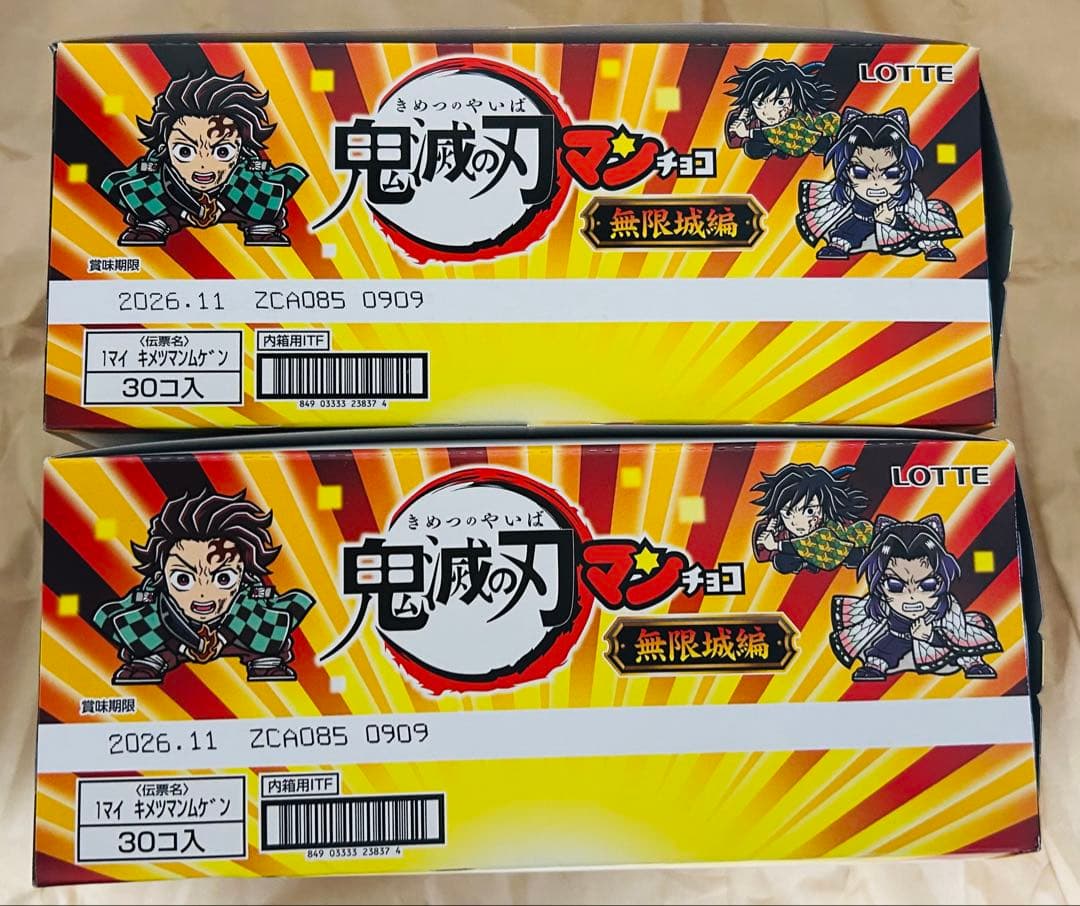 LOTTE
きめつのやいば
鬼滅の刃マンチョコ
無限城編
賞味期限
2026.11 ZCA085 0909
〈伝票名〉
1マイ キメツマンムゲン
30コ入
内箱用ITF
849 03333 23837 4
LOTTE
きめつのやいば
鬼滅の刃マンチョコ
無限城編
賞味期限
2026.11 ZCA085 0909
〈伝票名〉
1マイ キメツマンムゲン
30コ入
内箱用ITF
849 03333 23837 4